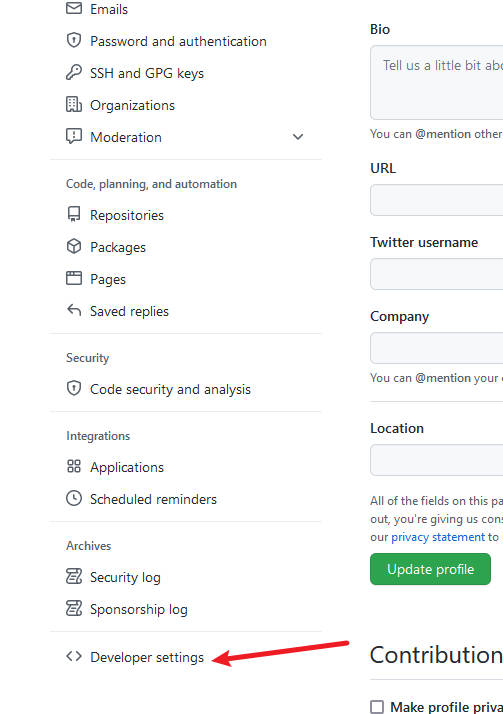 Emails
Password and authentication
SSH and GPG keys
Organizations
Moderation
Code, planning, and automation
Repositories
Packages
Pages
Saved replies
Security
Code security and analysis
Integrations
Applications
Scheduled reminders
Archives
Security log
Sponsorship log
Developer settings
Bio
Tell us a little bit abo
You can @mention other
URL
Twitter username
Company
You can @mention your
Location
All of the fields on this pa
out, you're giving us cons
our privacy statement to
Update profile
Contribution
Make profile priva